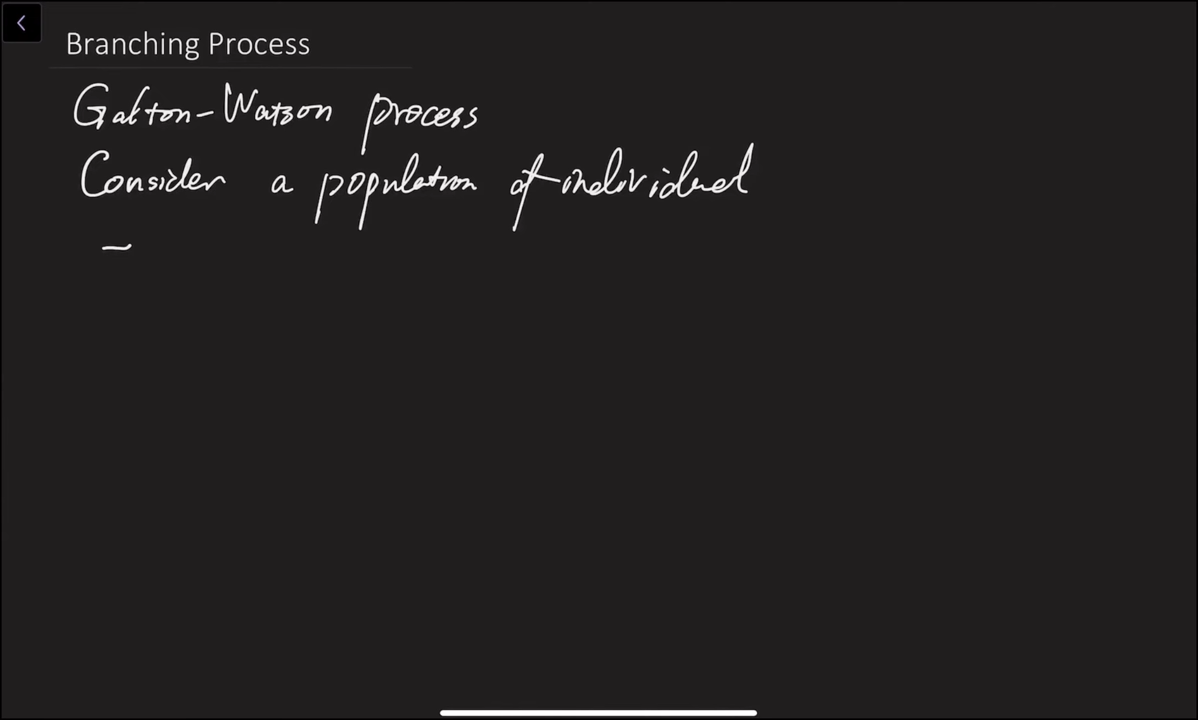 Branching Process
Galton-Watson process
Consider a population of individual
–